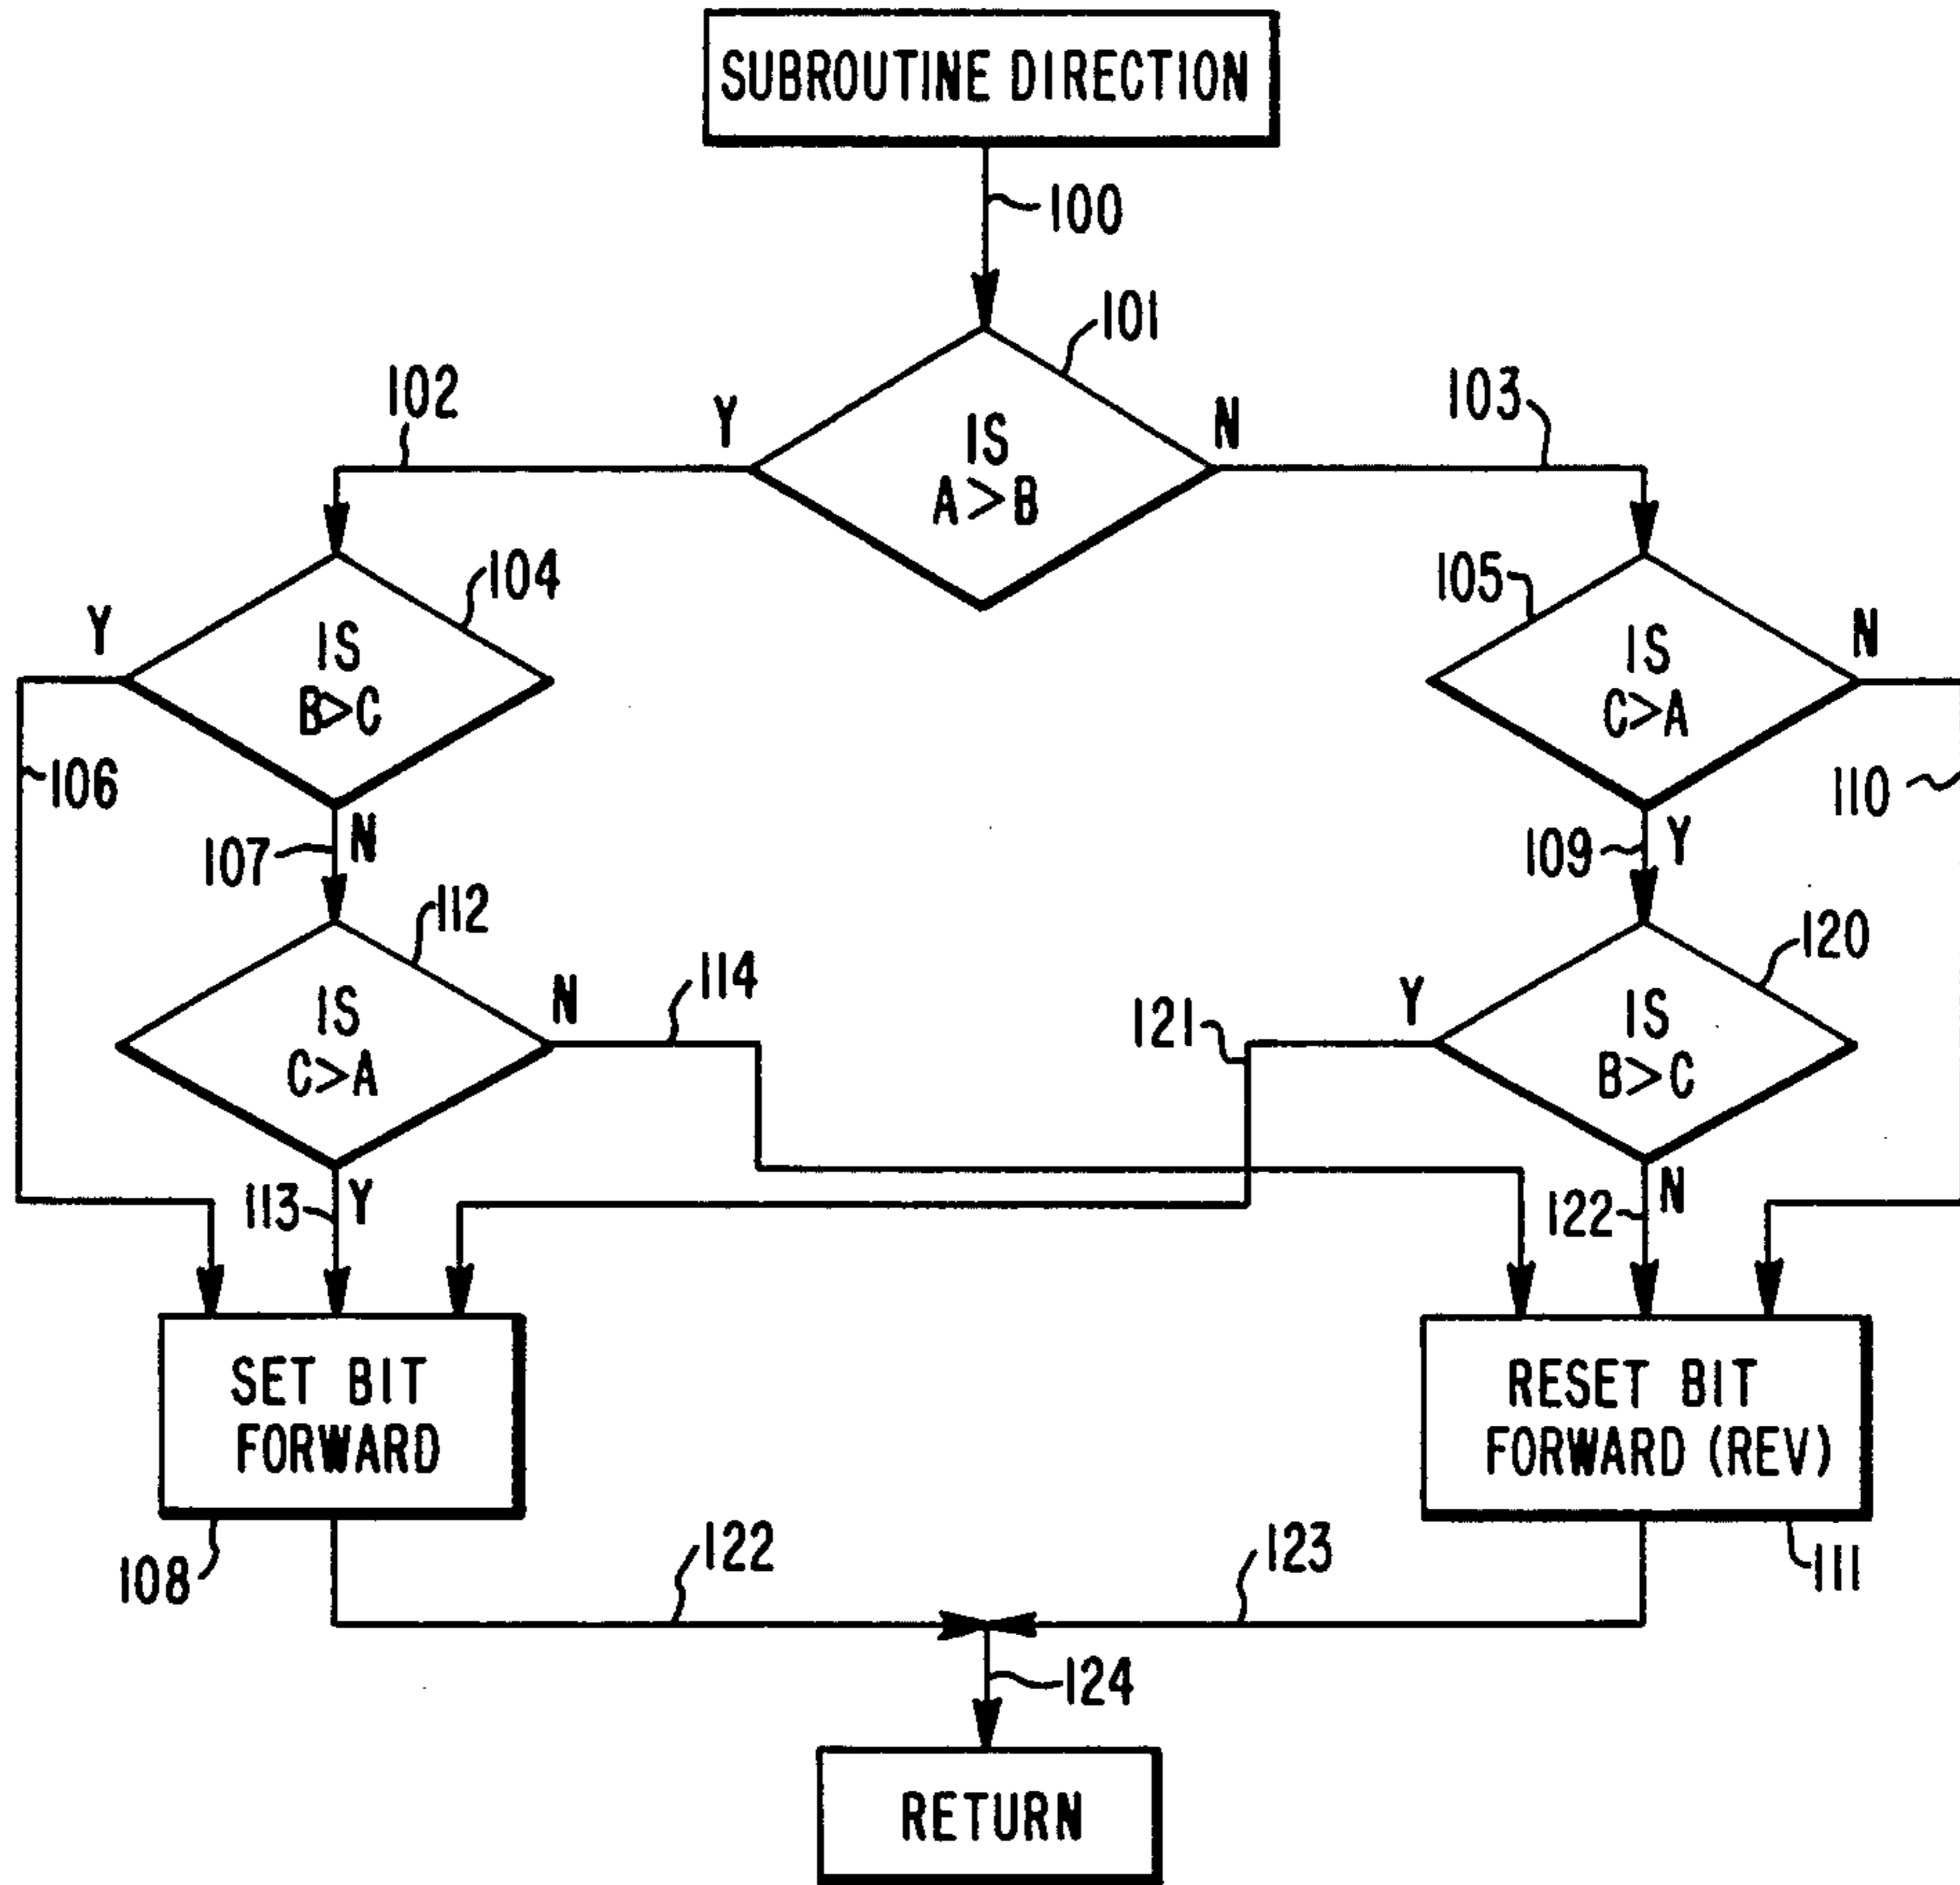 SUBROUTINE DIRECTION
100
101
102
Y
N
103
IS
A>B
104
105
Y
IS
B>C
IS
C>A
N
106
110
107
N
109
Y
112
114
120
IS
C>A
N
121
Y
IS
B>C
113
Y
122
N
SET BIT
FORWARD
RESET BIT
FORWARD (REV)
108
122
123
111
124
RETURN